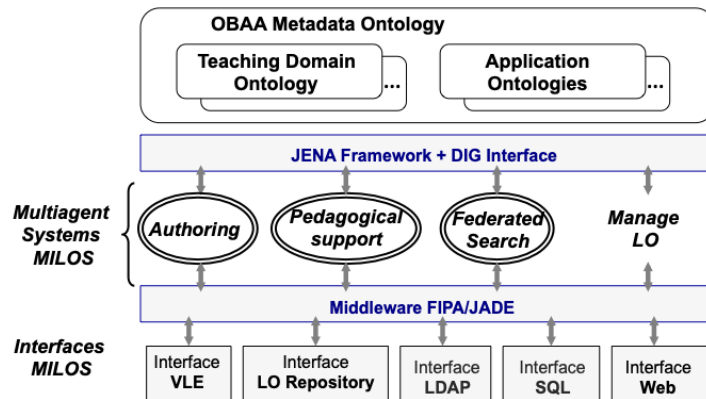 OBAA Metadata Ontology
Teaching Domain
Ontology
...
Application
Ontologies
...
JENA Framework + DIG Interface
Multiagent
Systems
MILOS
Authoring
Pedagogical
support
Federated
Search
Manage
LO
Middleware FIPA/JADE
Interfaces
MILOS
Interface
VLE
Interface
LO Repository
Interface
LDAP
Interface
SQL
Interface
Web